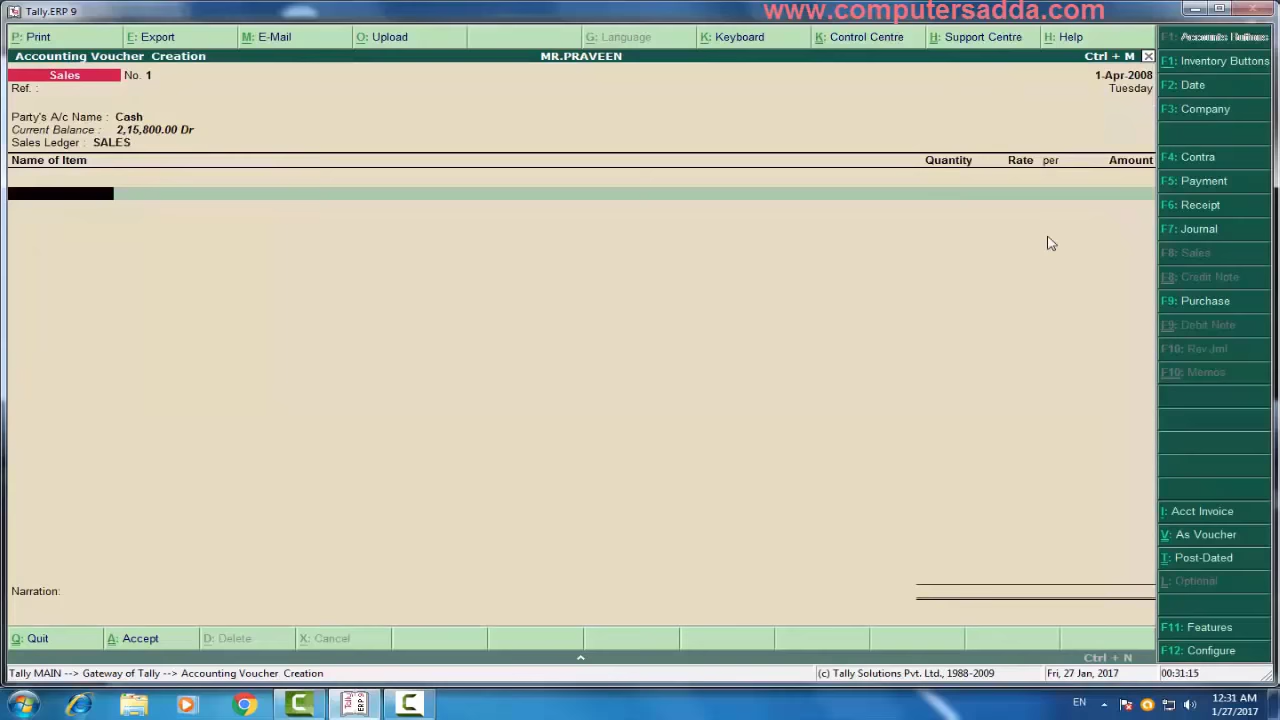 www.computersadda.com
Tally.ERP 9
P: Print E: Export M: E-Mail O: Upload G: Language K: Keyboard K: Control Centre H: Support Centre H: Help
Accounting Voucher Creation MR.PRAVEEN Ctrl + M
Sales No. 1 1-Apr-2008
Ref. : Tuesday
Party's A/c Name : Cash
Current Balance : 2,15,800.00 Dr
Sales Ledger : SALES
Name of Item Quantity Rate per Amount
Narration:
Q: Quit A: Accept D: Delete X: Cancel
Ctrl + N
F1: Inventory Buttons
F2: Date
F3: Company
F4: Contra
F5: Payment
F6: Receipt
F7: Journal
F8: Sales
F8: Credit Note
F9: Purchase
F9: Debit Note
F10: Rev Jrnl
F10: Memos
I: Acct Invoice
V: As Voucher
T: Post-Dated
L: Optional
F11: Features
F12: Configure
Tally MAIN --> Gateway of Tally --> Accounting Voucher Creation (c) Tally Solutions Pvt. Ltd., 1988-2009 Fri, 27 Jan, 2017 00:31:15
EN 12:31 AM
1/27/2017